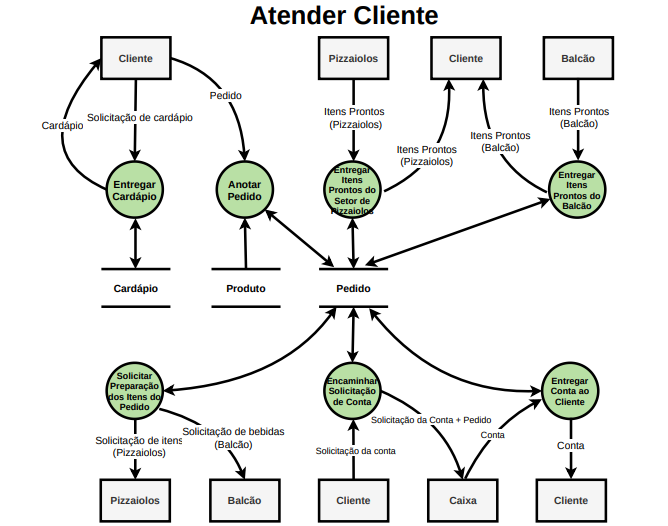 Atender Cliente
Cliente
Pizzaiolos
Cliente
Balcão
Pedido
Solicitação de cardápio
Cardápio
Itens Prontos
(Pizzaiolos)
Itens Prontos
(Pizzaiolos)
Itens Prontos
(Balcão)
Itens Prontos
(Balcão)
Entregar
Cardápio
Anotar
Pedido
Entregar
Itens
Prontos do
Setor de
Pizzaiolos
Entregar
Itens
Prontos do
Balcão
Cardápio
Produto
Pedido
Solicitar
Preparação
dos Itens do
Pedido
Encaminhar
Solicitação
de Conta
Entregar
Conta ao
Cliente
Solicitação de itens
(Pizzaiolos)
Solicitação de bebidas
(Balcão)
Solicitação da conta
Solicitação da Conta + Pedido
Conta
Conta
Pizzaiolos
Balcão
Cliente
Caixa
Cliente